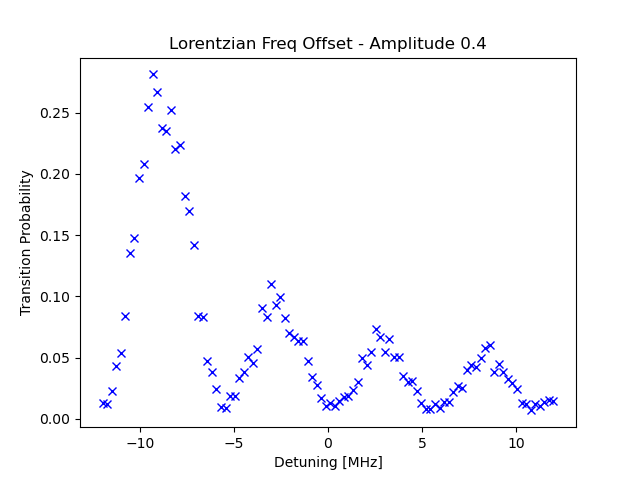 Lorentzian Freq Offset - Amplitude 0.4
Transition Probability
0.25
0.20
0.15
0.10
0.05
0.00
−10 −5 0 5 10
Detuning [MHz]